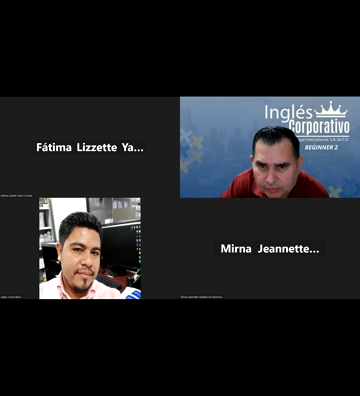 Fátima Lizzette Ya...
Inglés
Corporativo
BEGINNER 2
Mirna Jeannette...